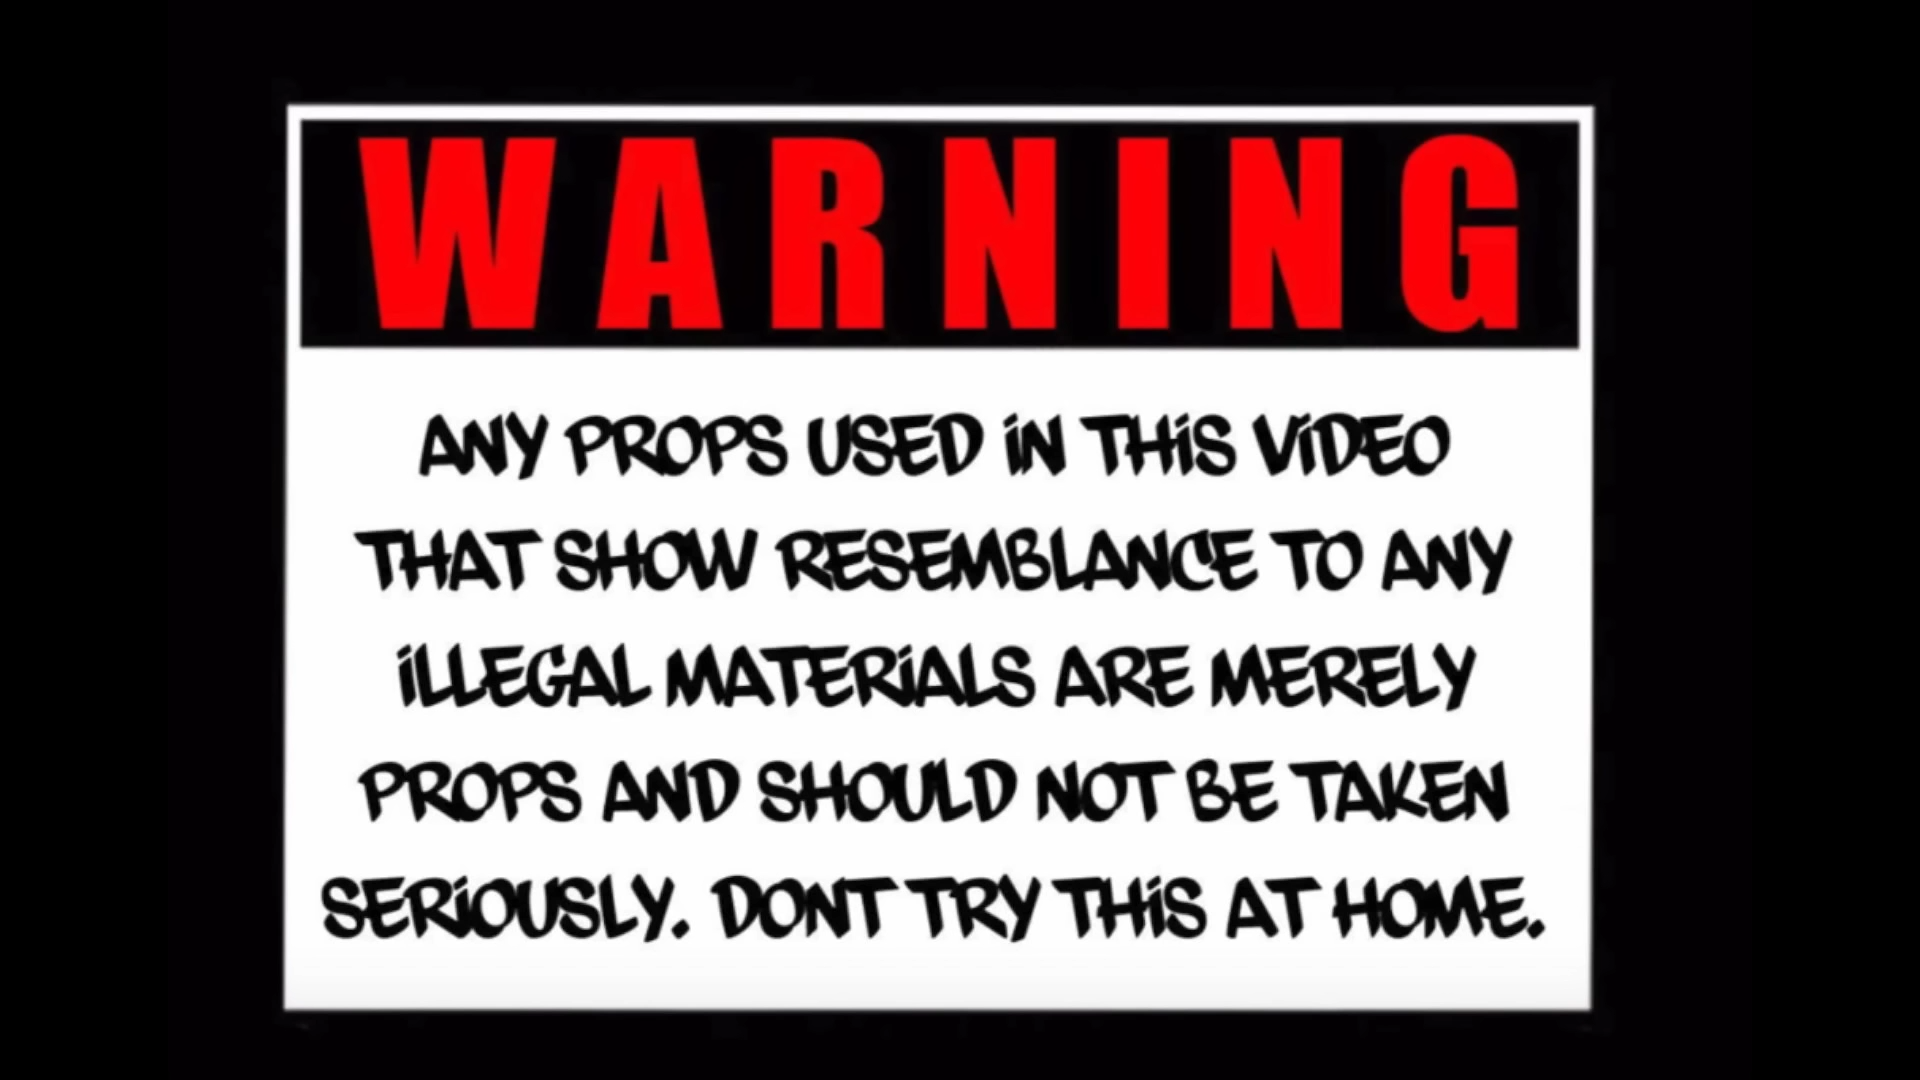 WARNING
ANY PROPS USED iN THiS ViDEO
THAT SHOW RESEMBLANCE TO ANY
iLLEGAL MATERiALS ARE MERELY
PROPS AND SHOULD NOT BE TAKEN
SERiOUSLY. DONT TRY THiS AT HOME.